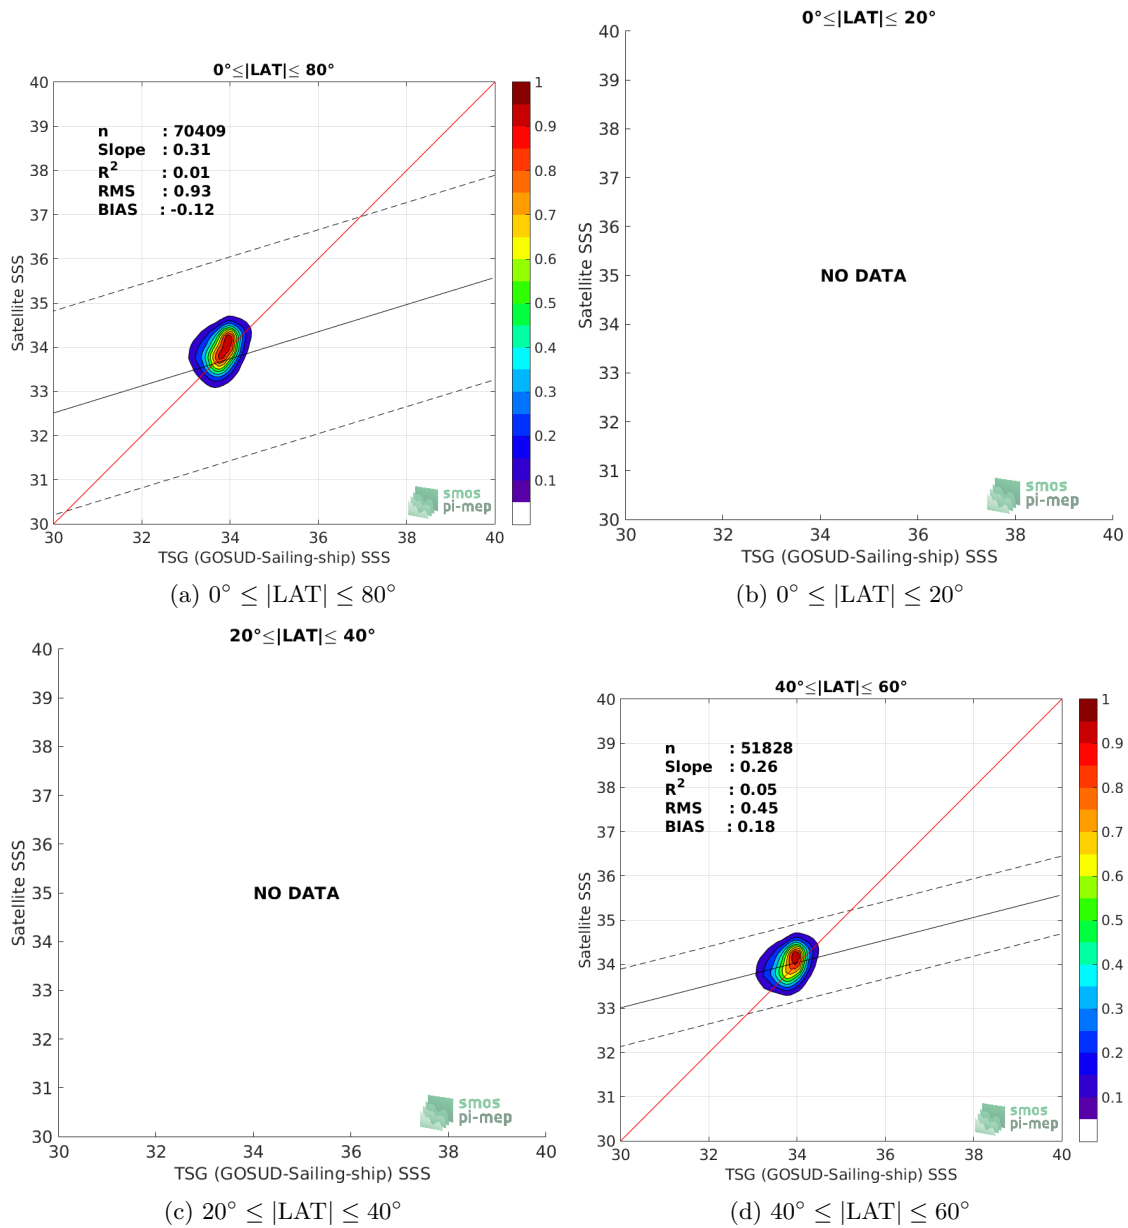 0°≤|LAT|≤ 80°
40
39
38
37
36
35
34
33
32
31
30
Satellite SSS
n : 70409
Slope : 0.31
R² : 0.01
RMS : 0.93
BIAS : -0.12
smos
pi-mep
30 32 34 36 38 40
TSG (GOSUD-Sailing-ship) SSS
1
0.9
0.8
0.7
0.6
0.5
0.4
0.3
0.2
0.1
(a) 0° ≤ |LAT| ≤ 80°
0°≤|LAT|≤ 20°
40
39
38
37
36
35
34
33
32
31
30
Satellite SSS
NO DATA
smos
pi-mep
30 32 34 36 38 40
TSG (GOSUD-Sailing-ship) SSS
(b) 0° ≤ |LAT| ≤ 20°
20°≤|LAT|≤ 40°
40
39
38
37
36
35
34
33
32
31
30
Satellite SSS
NO DATA
smos
pi-mep
30 32 34 36 38 40
TSG (GOSUD-Sailing-ship) SSS
(c) 20° ≤ |LAT| ≤ 40°
40°≤|LAT|≤ 60°
40
39
38
37
36
35
34
33
32
31
30
Satellite SSS
n : 51828
Slope : 0.26
R² : 0.05
RMS : 0.45
BIAS : 0.18
smos
pi-mep
30 32 34 36 38 40
TSG (GOSUD-Sailing-ship) SSS
1
0.9
0.8
0.7
0.6
0.5
0.4
0.3
0.2
0.1
(d) 40° ≤ |LAT| ≤ 60°